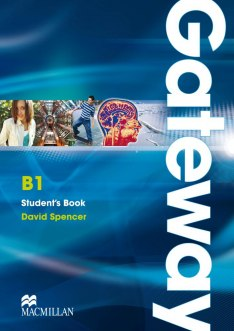 Gateway
B1
Student's Book
David Spencer
MACMILLAN